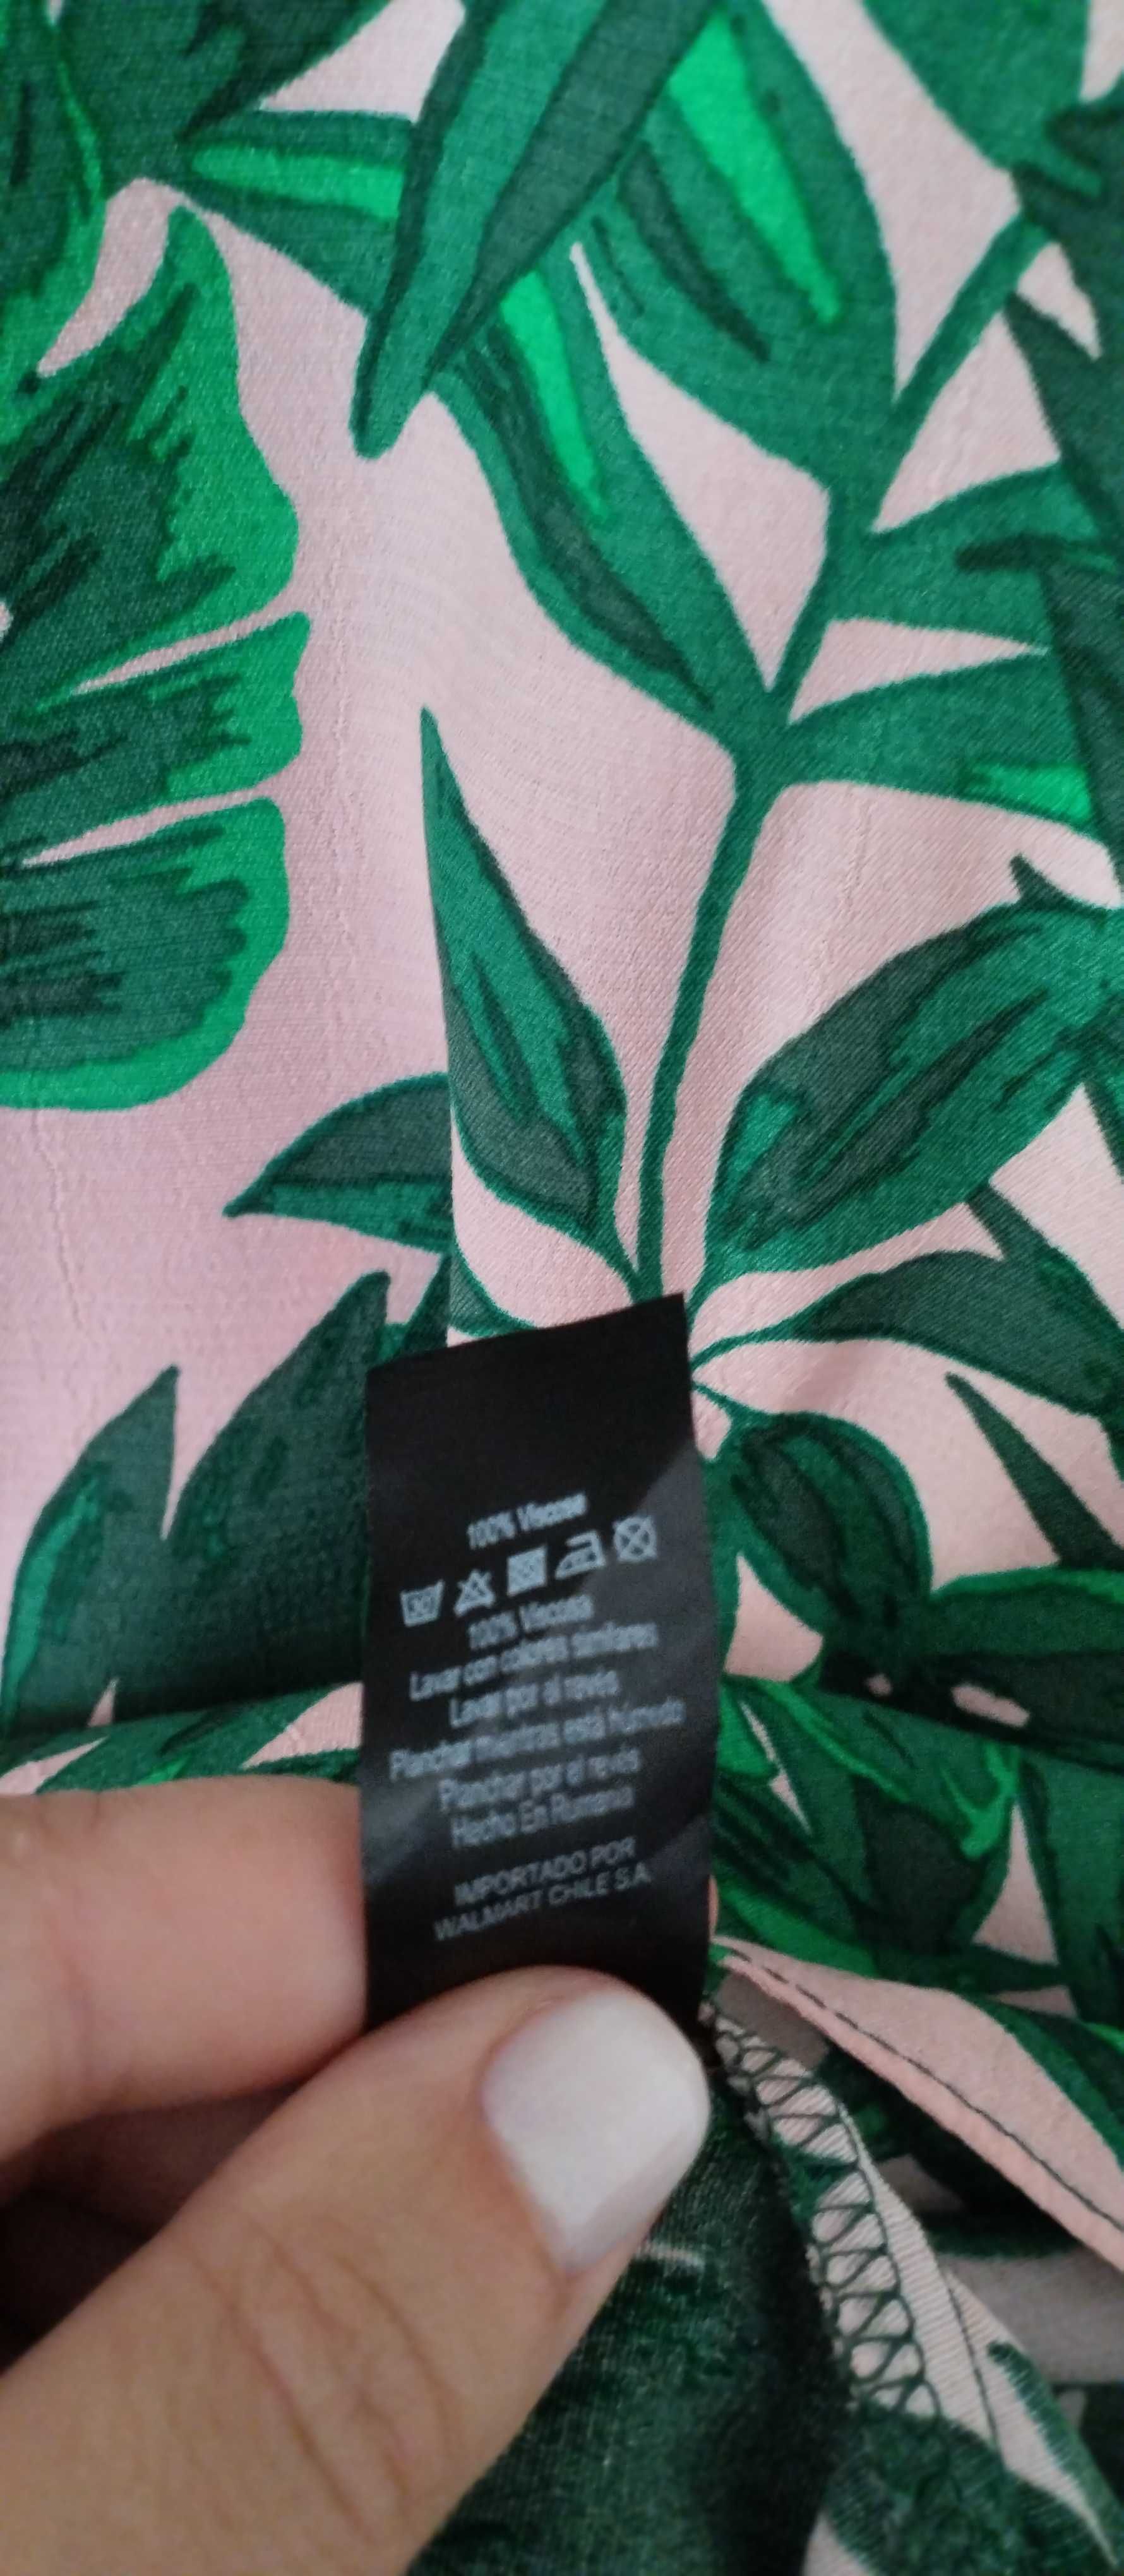 100% Viscose
30
100% Viscosa
Lavar con colores similares
Lavar por el revés
Planchar mientras está húmedo
Planchar por el revés
Hecho En Rumania
IMPORTADO POR
WALMART CHILE S.A.